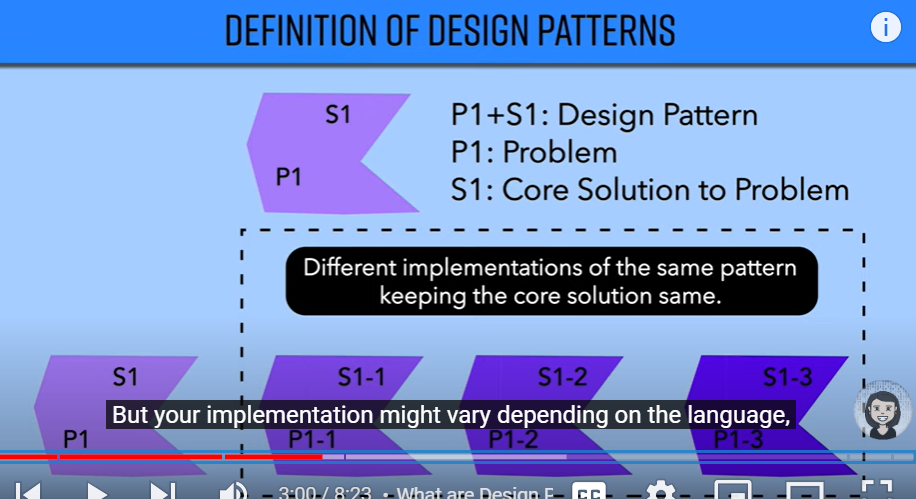 DEFINITION OF DESIGN PATTERNS
i
S1
P1
P1+S1: Design Pattern
P1: Problem
S1: Core Solution to Problem
Different implementations of the same pattern
keeping the core solution same.
S1
S1-1
S1-2
S1-3
But your implementation might vary depending on the language,
P1
P1-1
P1-2
P1-3
3:00 / 8:23 • What are Design
CC